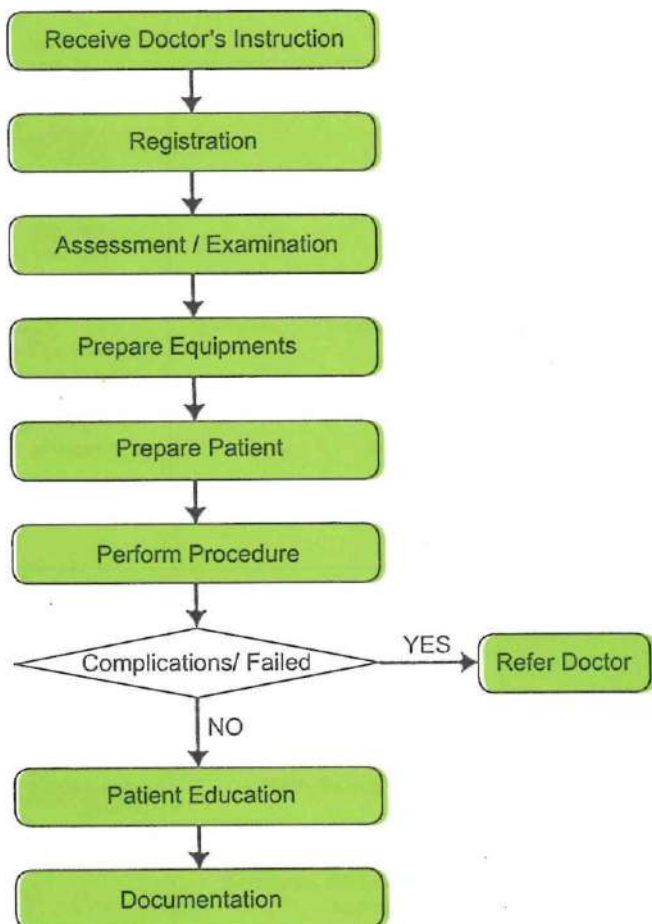 Receive Doctor's Instruction
Registration
Assessment / Examination
Prepare Equipments
Prepare Patient
Perform Procedure
Complications/ Failed
YES
Refer Doctor
NO
Patient Education
Documentation